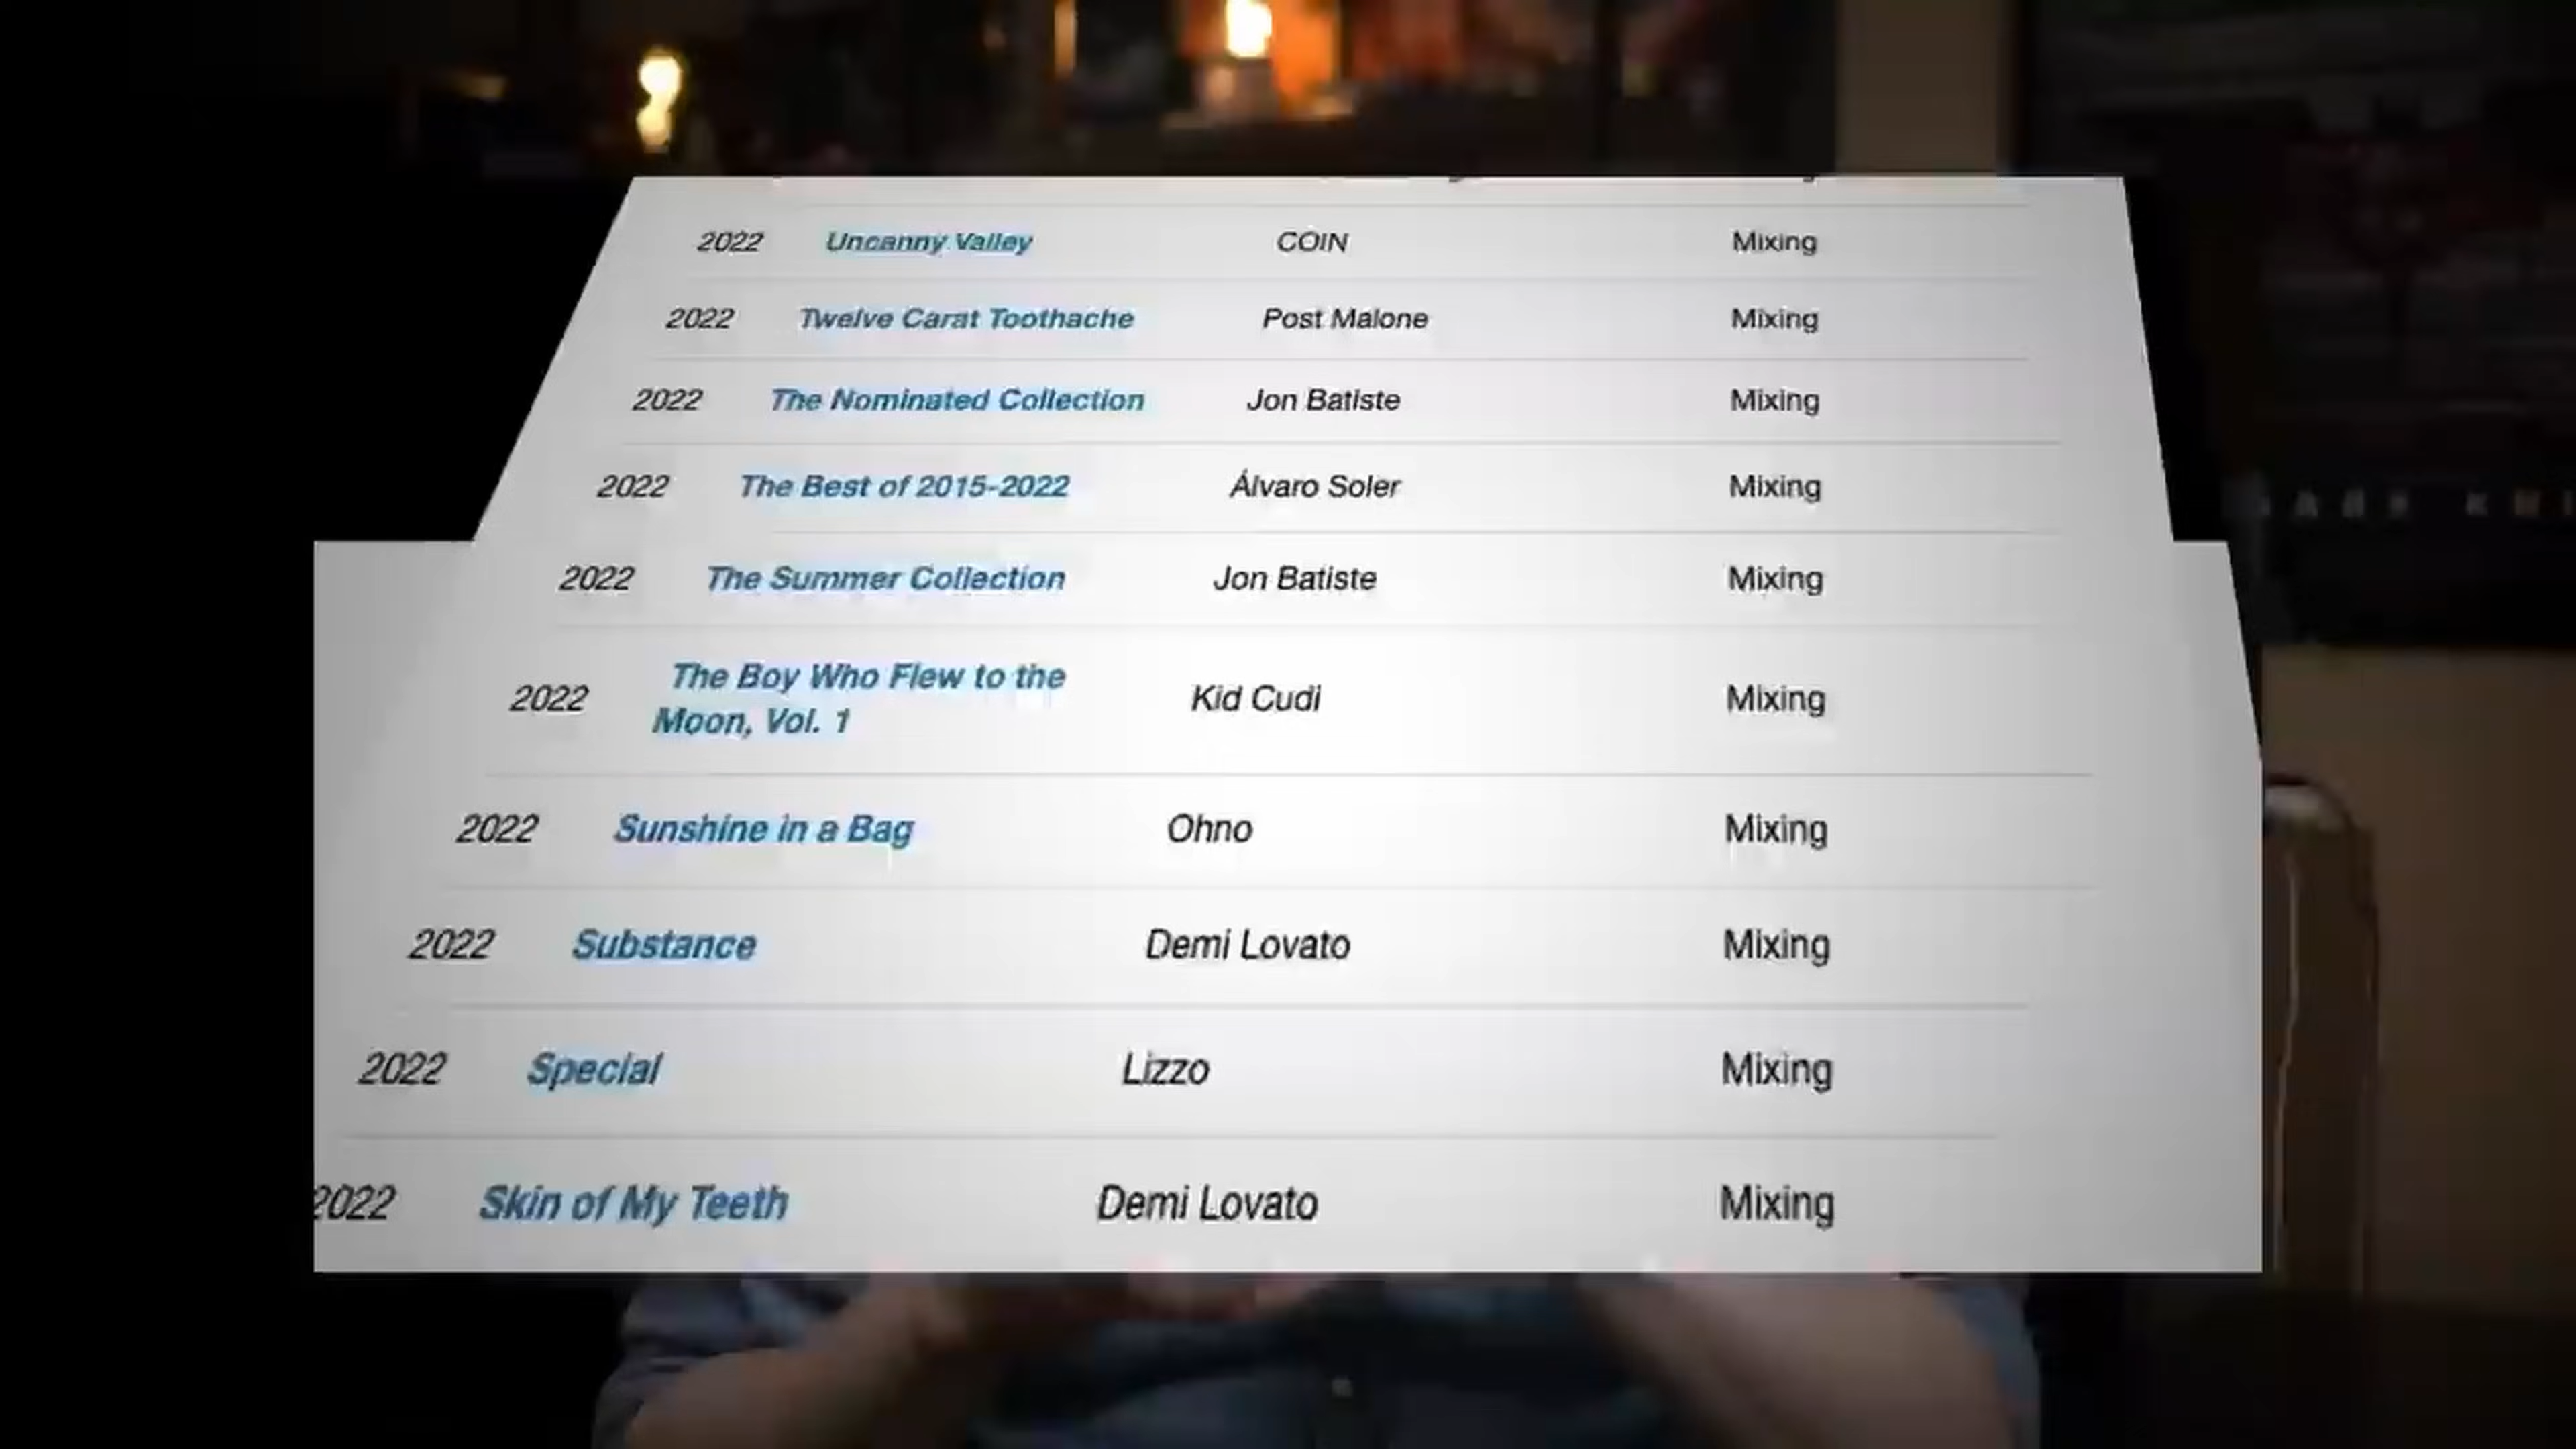 2022 Uncanny Valley COIN Mixing
2022 Twelve Carat Toothache Post Malone Mixing
2022 The Nominated Collection Jon Batiste Mixing
2022 The Best of 2015-2022 Álvaro Soler Mixing
2022 The Summer Collection Jon Batiste Mixing
2022 The Boy Who Flew to the Kid Cudi Mixing
Moon, Vol. 1
2022 Sunshine in a Bag Ohno Mixing
2022 Substance Demi Lovato Mixing
2022 Special Lizzo Mixing
2022 Skin of My Teeth Demi Lovato Mixing